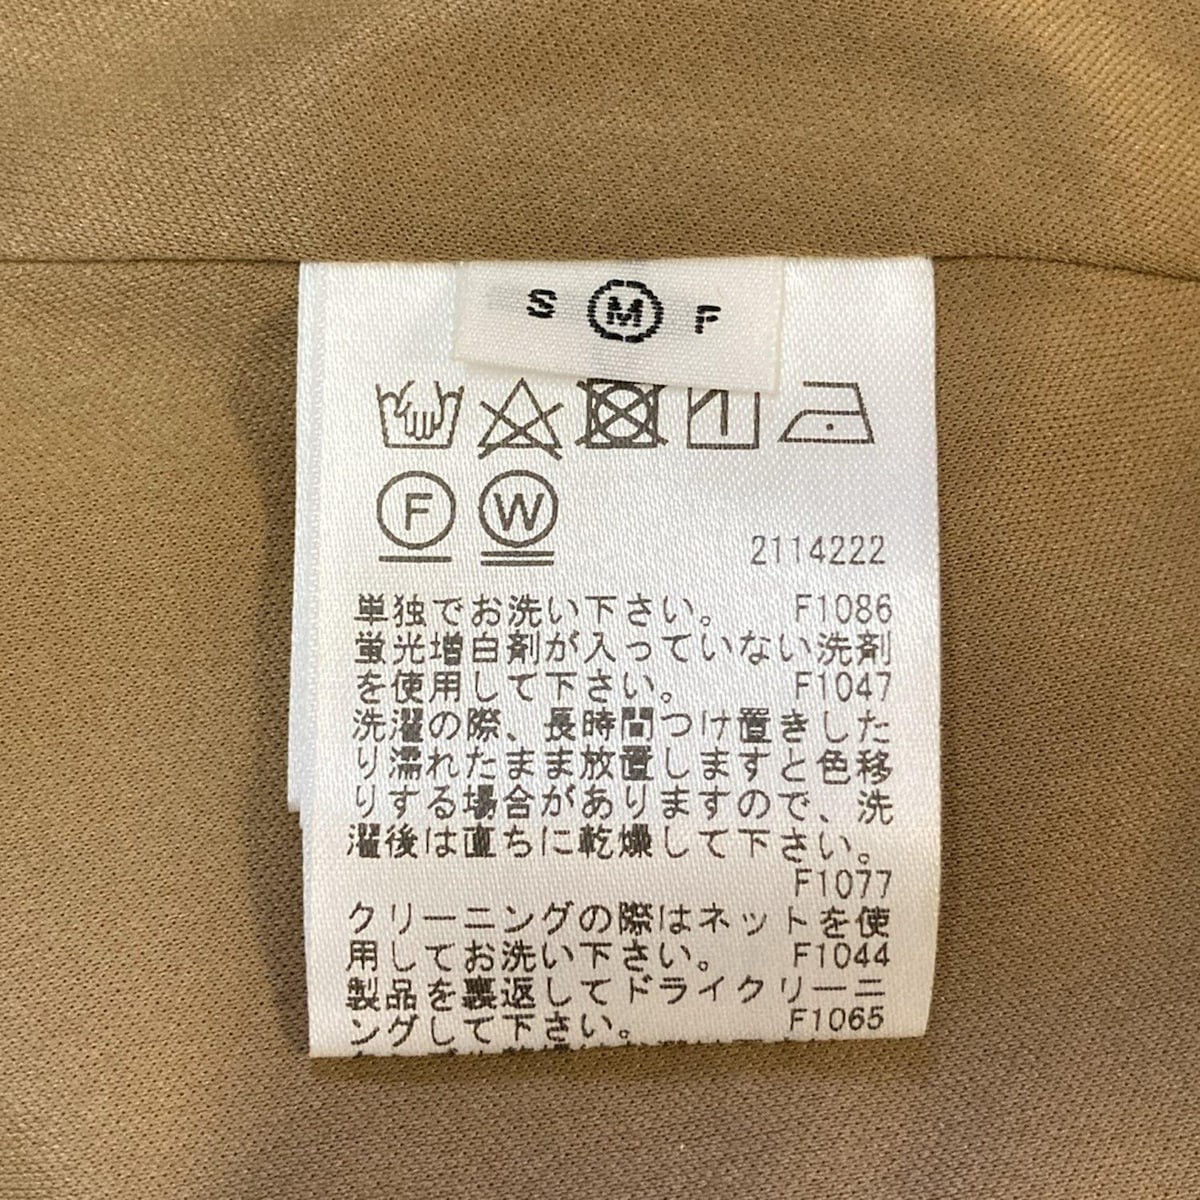 S M F
F W
2114222
単独でお洗い下さい。 F1086
蛍光増白剤が入っていない洗剤
を使用して下さい。 F1047
洗濯の際、長時間つけ置きした
り濡れたまま放置しますと色移
りする場合がありますので、洗
濯後は直ちに乾燥して下さい。
F1077
クリーニングの際はネットを使
用してお洗い下さい。 F1044
製品を裏返してドライクリーニ
ングして下さい。 F1065